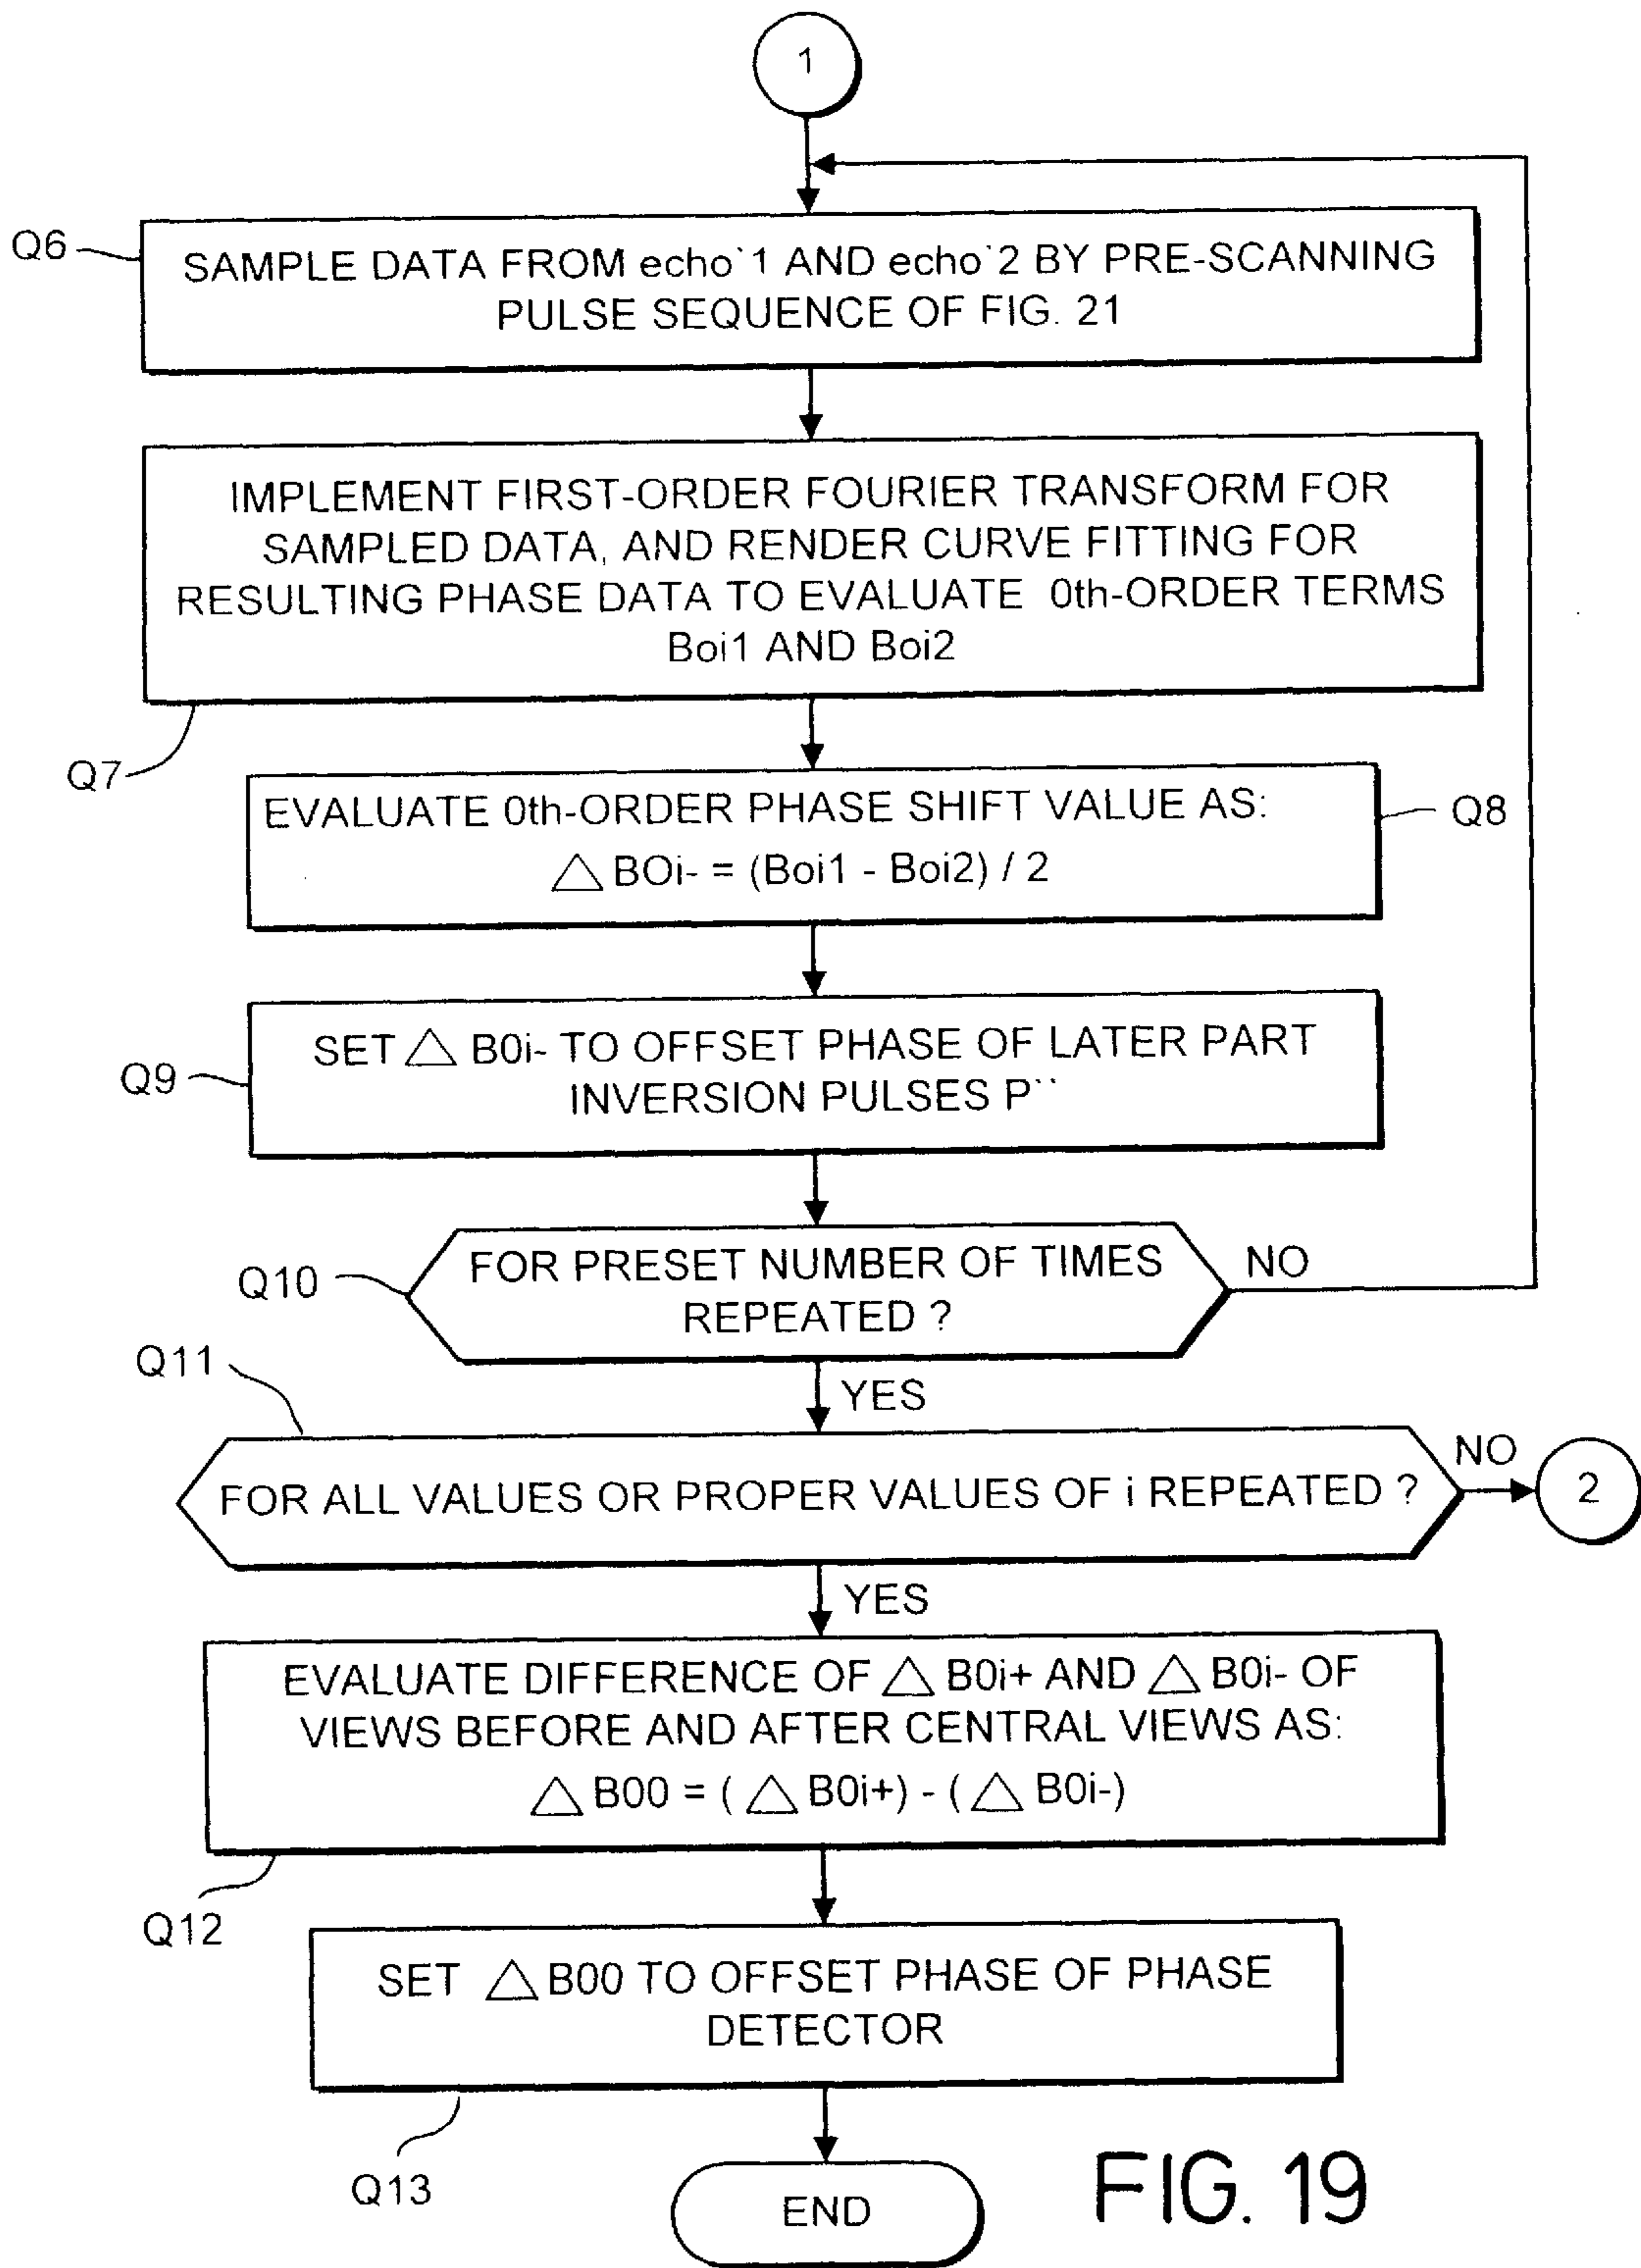 1
Q6
SAMPLE DATA FROM echo`1 AND echo`2 BY PRE-SCANNING
PULSE SEQUENCE OF FIG. 21
IMPLEMENT FIRST-ORDER FOURIER TRANSFORM FOR
SAMPLED DATA, AND RENDER CURVE FITTING FOR
RESULTING PHASE DATA TO EVALUATE 0th-ORDER TERMS
Boi1 AND Boi2
Q7
EVALUATE 0th-ORDER PHASE SHIFT VALUE AS:
△ BOi- = (Boi1 - Boi2) / 2
Q8
Q9
SET △ B0i- TO OFFSET PHASE OF LATER PART
INVERSION PULSES P``
Q10
FOR PRESET NUMBER OF TIMES
REPEATED ?
NO
YES
Q11
FOR ALL VALUES OR PROPER VALUES OF i REPEATED ?
NO
2
YES
EVALUATE DIFFERENCE OF △ B0i+ AND △ B0i- OF
VIEWS BEFORE AND AFTER CENTRAL VIEWS AS:
△ B00 = ( △ B0i+) - ( △ B0i-)
Q12
SET △ B00 TO OFFSET PHASE OF PHASE
DETECTOR
Q13
END
FIG. 19